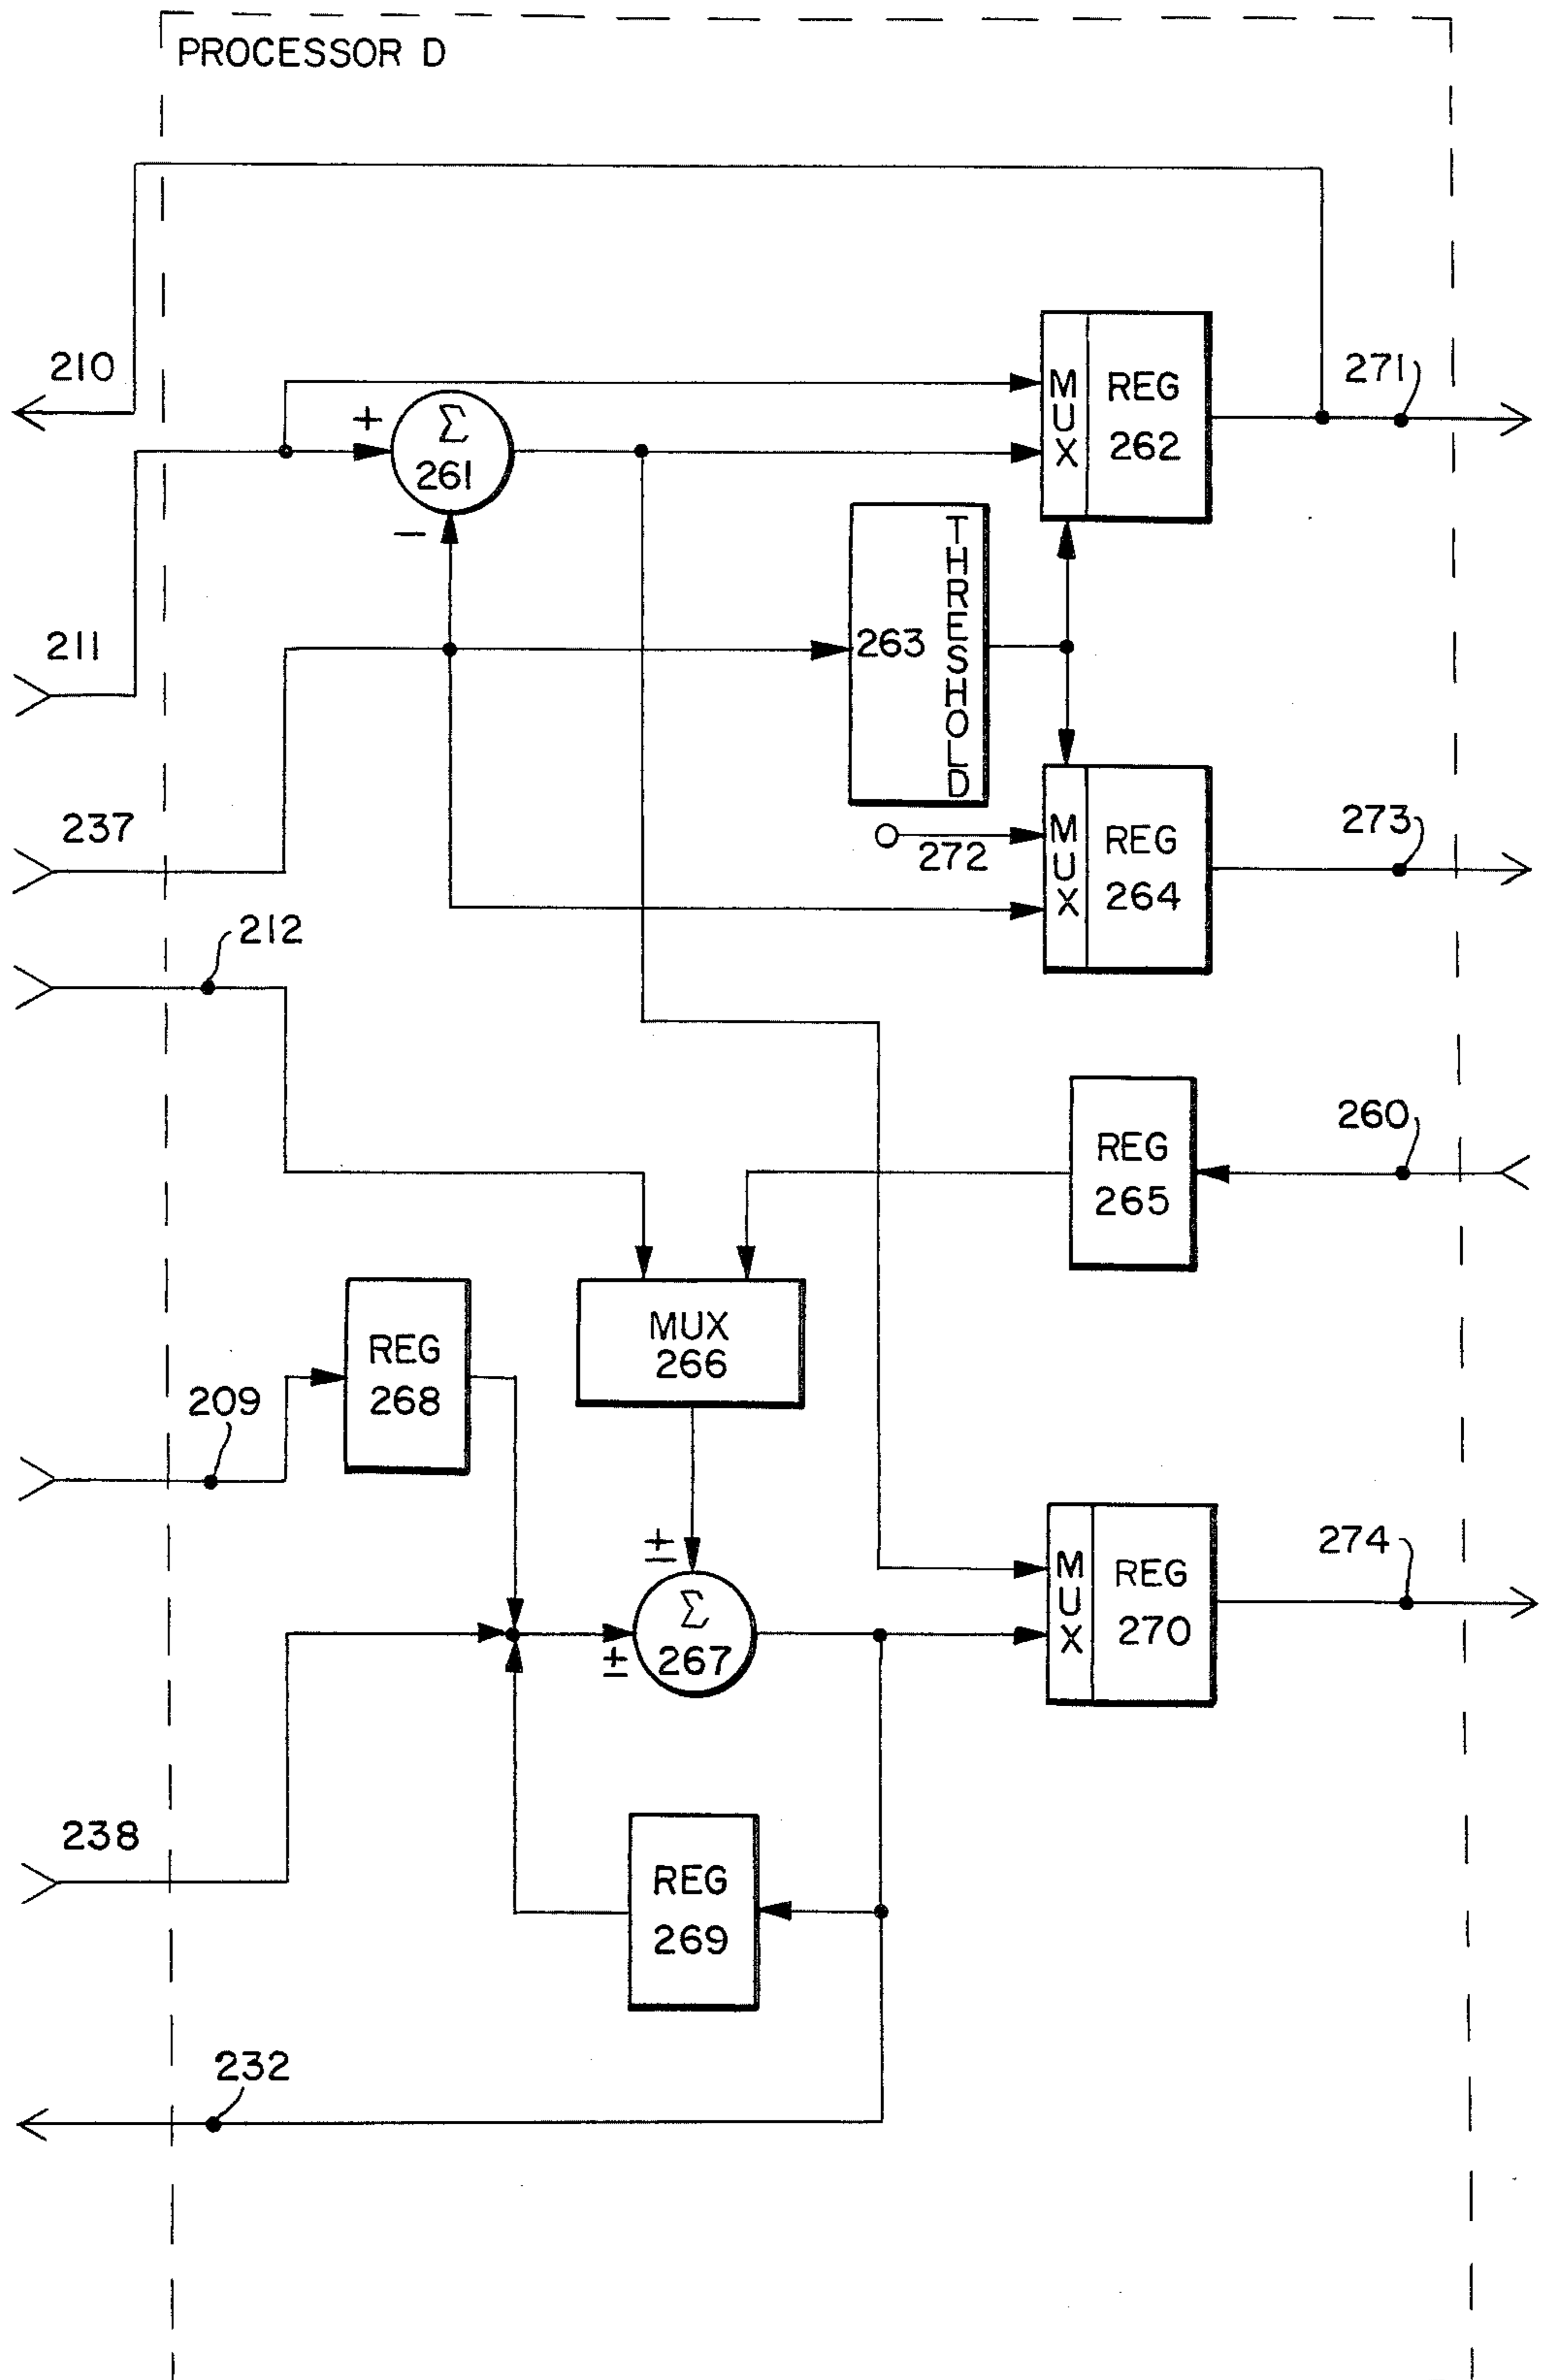 PROCESSOR D
210
271
MUX
REG
262
+
Σ
261
−
211
THRESHOLD
263
237
272
MUX
REG
264
273
212
260
REG
265
REG
268
MUX
266
209
±
Σ
267
±
MUX
REG
270
274
238
REG
269
232